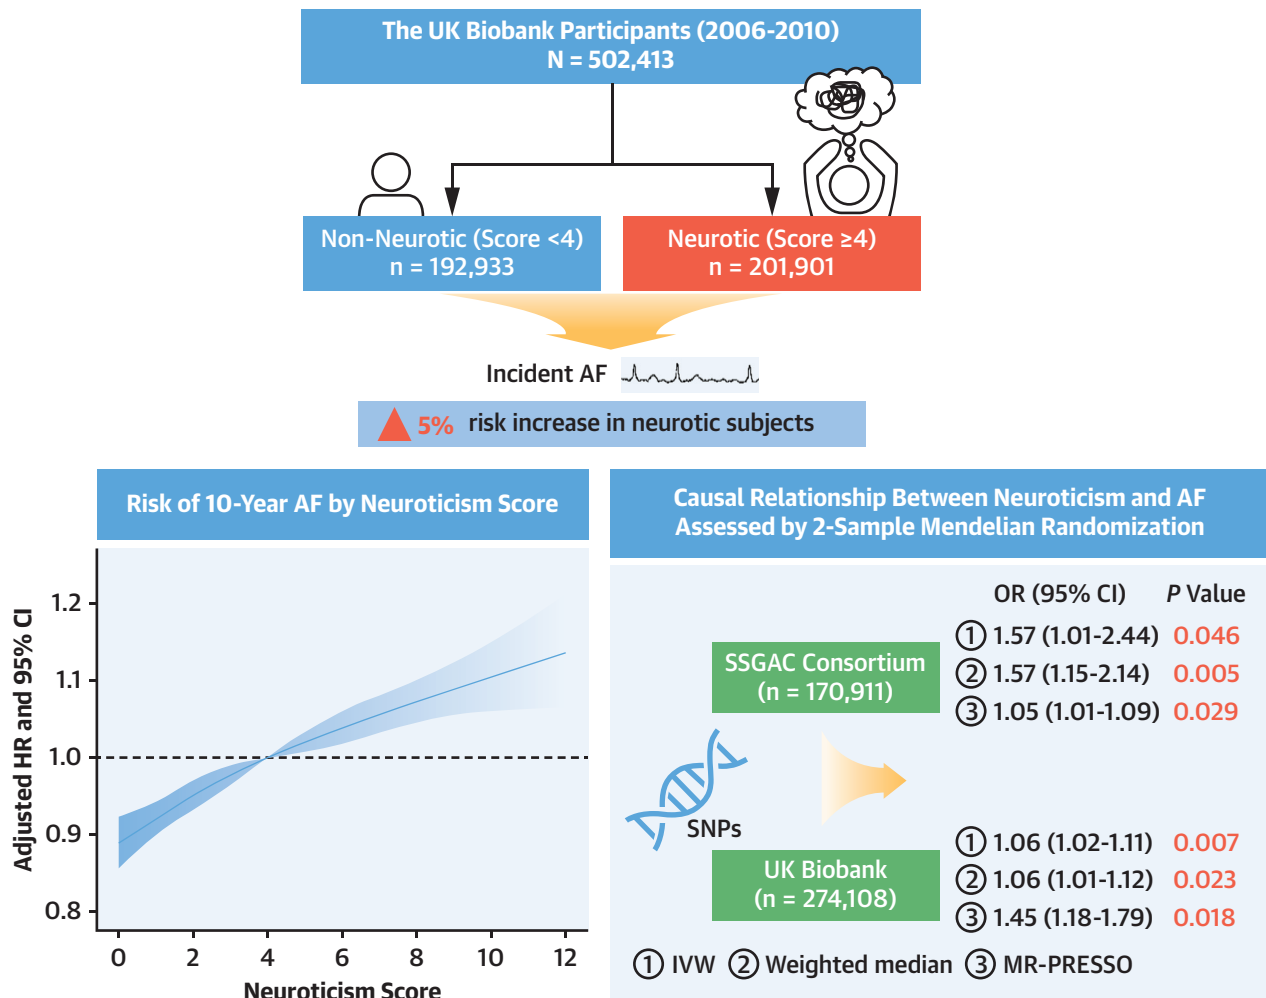 The UK Biobank Participants (2006-2010)
N = 502,413
Non-Neurotic (Score <4)
n = 192,933
Neurotic (Score ≥4)
n = 201,901
Incident AF
5% risk increase in neurotic subjects
Risk of 10-Year AF by Neuroticism Score
Adjusted HR and 95% CI
1.2
1.1
1.0
0.9
0.8
0 2 4 6 8 10 12
Neuroticism Score
Causal Relationship Between Neuroticism and AF
Assessed by 2-Sample Mendelian Randomization
OR (95% CI) P Value
SSGAC Consortium
(n = 170,911)
① 1.57 (1.01-2.44) 0.046
② 1.57 (1.15-2.14) 0.005
③ 1.05 (1.01-1.09) 0.029
SNPs
UK Biobank
(n = 274,108)
① 1.06 (1.02-1.11) 0.007
② 1.06 (1.01-1.12) 0.023
③ 1.45 (1.18-1.79) 0.018
① IVW ② Weighted median ③ MR-PRESSO